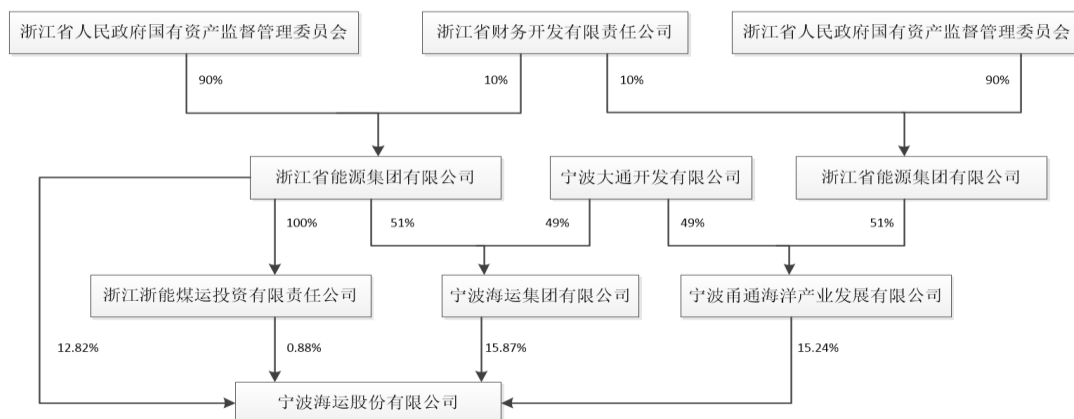 浙江省人民政府国有资产监督管理委员会
浙江省财务开发有限责任公司
浙江省人民政府国有资产监督管理委员会
90%
10%
10%
90%
浙江省能源集团有限公司
宁波大通开发有限公司
浙江省能源集团有限公司
100%
51%
49%
49%
51%
浙江浙能煤运投资有限责任公司
宁波海运集团有限公司
宁波甬通海洋产业发展有限公司
12.82%
0.88%
15.87%
15.24%
宁波海运股份有限公司